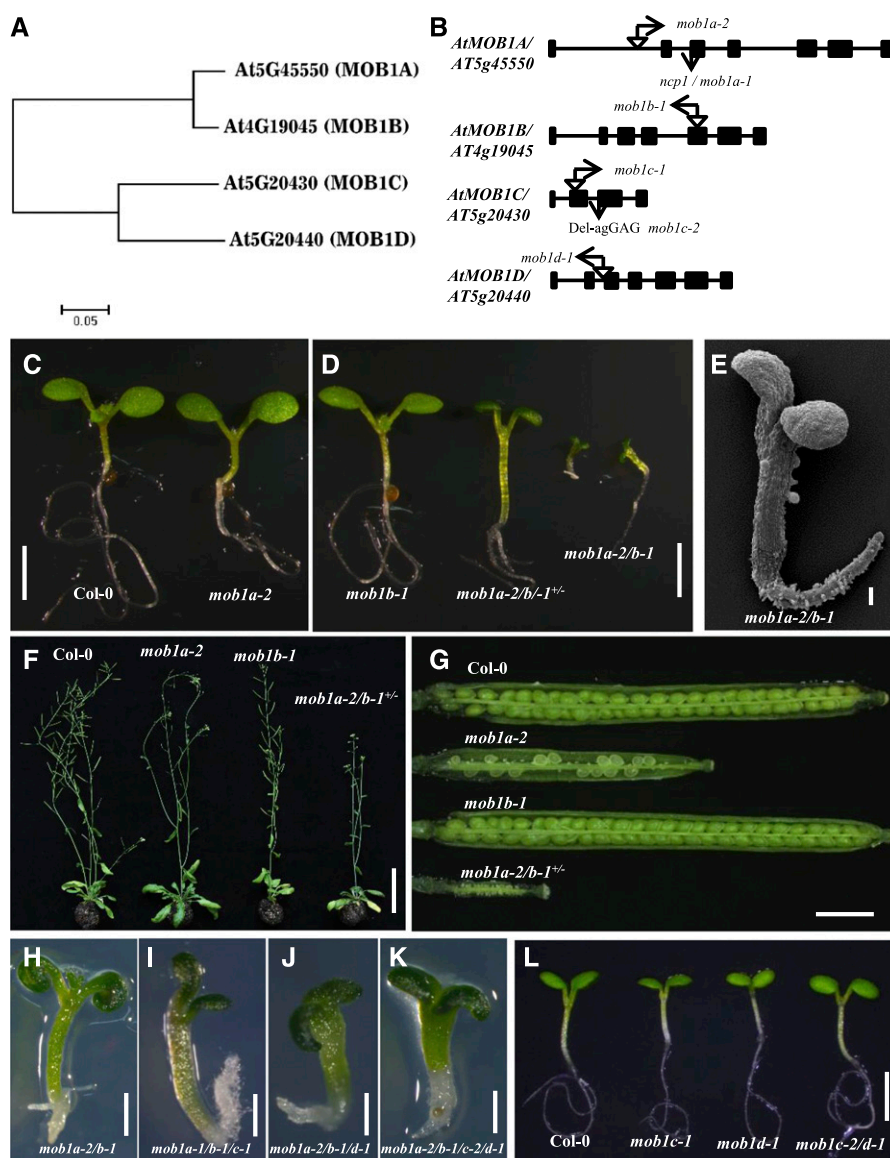 A
At5G45550 (MOB1A)
At4G19045 (MOB1B)
At5G20430 (MOB1C)
At5G20440 (MOB1D)
0.05
B
AtMOB1A/
AT5g45550
mob1a-2
ncp1 / mob1a-1
AtMOB1B/
AT4g19045
mob1b-1
AtMOB1C/
AT5g20430
mob1c-1
Del-agGAG mob1c-2
AtMOB1D/
AT5g20440
mob1d-1
C
Col-0
mob1a-2
D
mob1b-1
mob1a-2/b/-1+/-
mob1a-2/b-1
E
mob1a-2/b-1
F
Col-0
mob1a-2
mob1b-1
mob1a-2/b-1+/-
G
Col-0
mob1a-2
mob1b-1
mob1a-2/b-1+/-
H
mob1a-2/b-1
I
mob1a-1/b-1/c-1
J
mob1a-2/b-1/d-1
K
mob1a-2/b-1/c-2/d-1
L
Col-0
mob1c-1
mob1d-1
mob1c-2/d-1